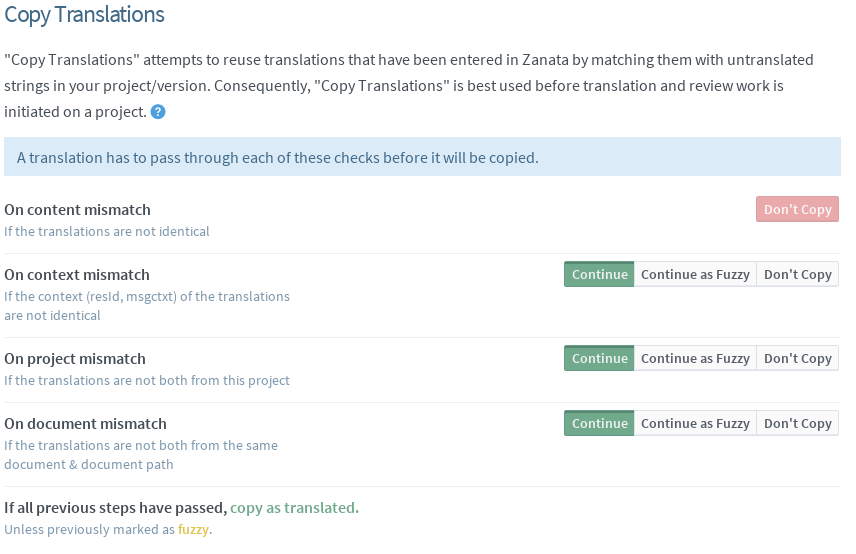 Copy Translations
"Copy Translations" attempts to reuse translations that have been entered in Zanata by matching them with untranslated
strings in your project/version. Consequently, "Copy Translations" is best used before translation and review work is
initiated on a project. ?
A translation has to pass through each of these checks before it will be copied.
On content mismatch
Don't Copy
If the translations are not identical
On context mismatch
Continue Continue as Fuzzy Don't Copy
If the context (resId, msgctxt) of the translations
are not identical
On project mismatch
Continue Continue as Fuzzy Don't Copy
If the translations are not both from this project
On document mismatch
Continue Continue as Fuzzy Don't Copy
If the translations are not both from the same
document & document path
If all previous steps have passed, copy as translated.
Unless previously marked as fuzzy.